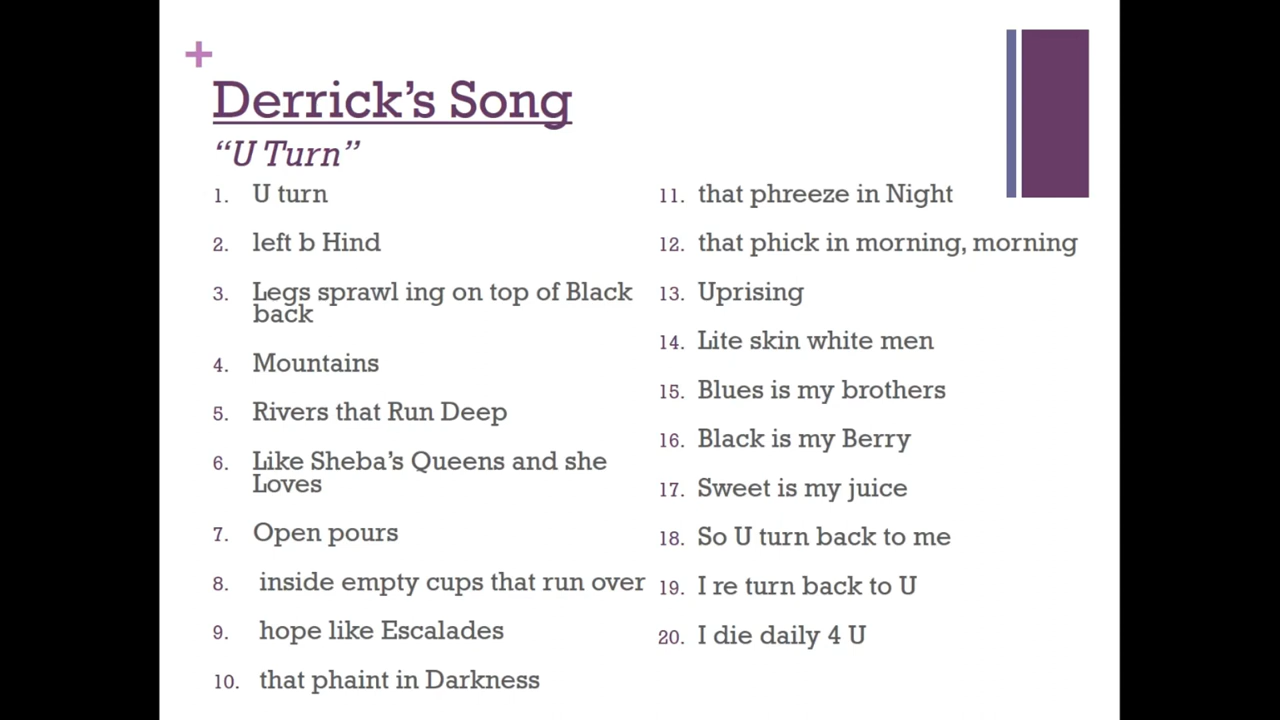 +
Derrick’s Song
“U Turn”
1. U turn
2. left b Hind
3. Legs sprawl ing on top of Black
back
4. Mountains
5. Rivers that Run Deep
6. Like Sheba’s Queens and she
Loves
7. Open pours
8. inside empty cups that run over
9. hope like Escalades
10. that phaint in Darkness
11. that phreeze in Night
12. that phick in morning, morning
13. Uprising
14. Lite skin white men
15. Blues is my brothers
16. Black is my Berry
17. Sweet is my juice
18. So U turn back to me
19. I re turn back to U
20. I die daily 4 U